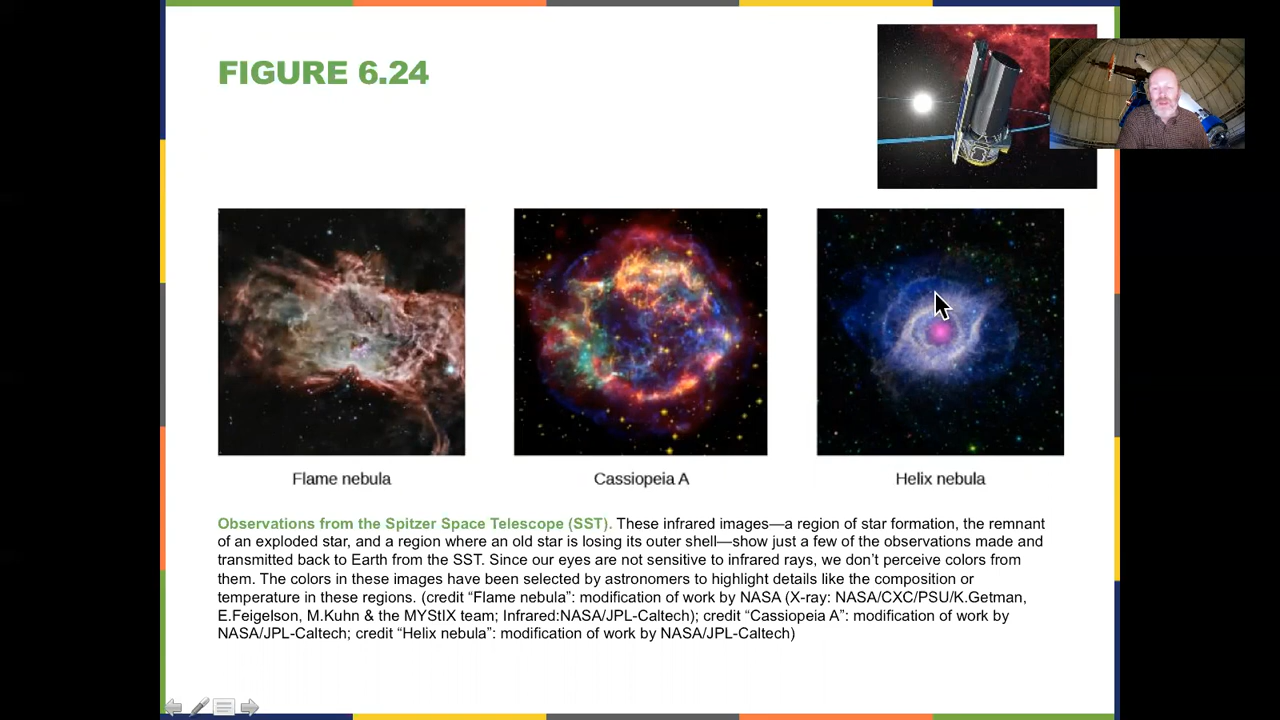 FIGURE 6.24
Flame nebula
Cassiopeia A
Helix nebula
Observations from the Spitzer Space Telescope (SST). These infrared images—a region of star formation, the remnant
of an exploded star, and a region where an old star is losing its outer shell—show just a few of the observations made and
transmitted back to Earth from the SST. Since our eyes are not sensitive to infrared rays, we don’t perceive colors from
them. The colors in these images have been selected by astronomers to highlight details like the composition or
temperature in these regions. (credit “Flame nebula”: modification of work by NASA (X-ray: NASA/CXC/PSU/K.Getman,
E.Feigelson, M.Kuhn & the MYStIX team; Infrared:NASA/JPL-Caltech); credit “Cassiopeia A”: modification of work by
NASA/JPL-Caltech; credit “Helix nebula”: modification of work by NASA/JPL-Caltech)